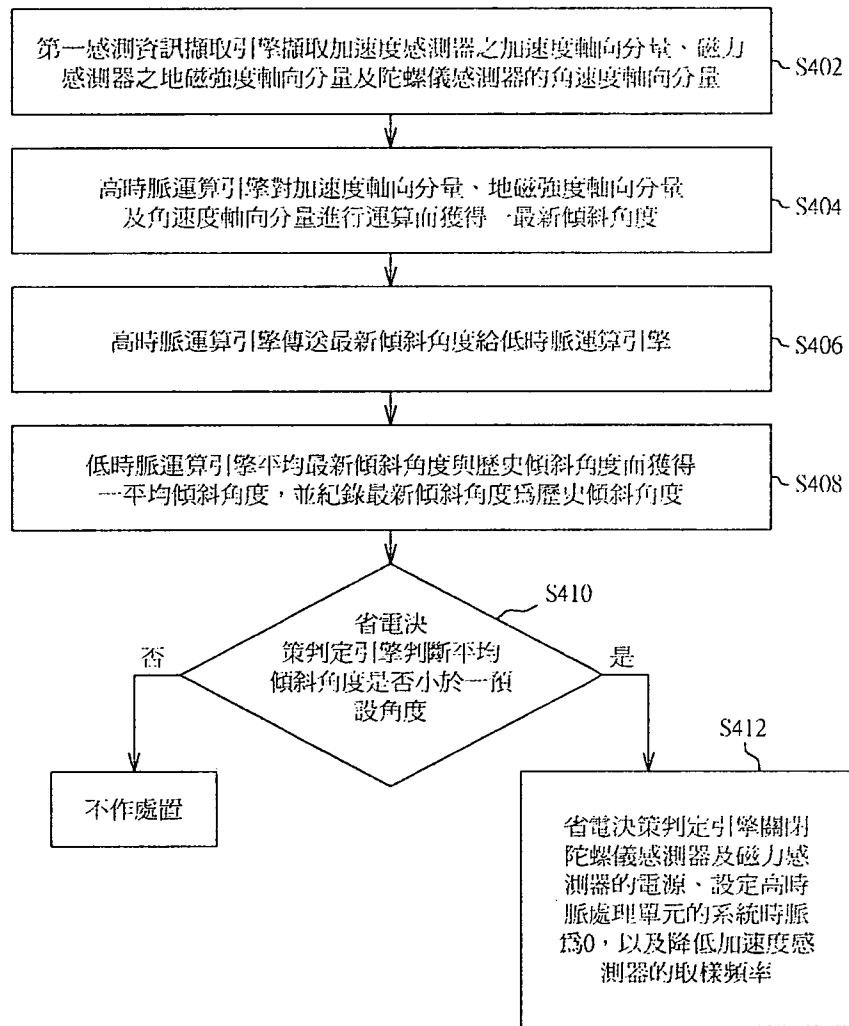 第一感測資訊擷取引擎擷取加速度感測器之加速度軸向分量、磁力
感測器之地磁強度軸向分量及陀螺儀感測器的角速度軸向分量
S402
高時脈運算引擎對加速度軸向分量、地磁強度軸向分量
及角速度軸向分量進行運算而獲得一最新傾斜角度
S404
高時脈運算引擎傳送最新傾斜角度給低時脈運算引擎
S406
低時脈運算引擎平均最新傾斜角度與歷史傾斜角度而獲得
一平均傾斜角度，並紀錄最新傾斜角度爲歷史傾斜角度
S408
S410
省電決
策判定引擎判斷平均
傾斜角度是否小於一預
設角度
否
是
不作處置
S412
省電決策判定引擎關閉
陀螺儀感測器及磁力感
測器的電源、設定高時
脈處理單元的系統時脈
爲0，以及降低加速度感
測器的取樣頻率